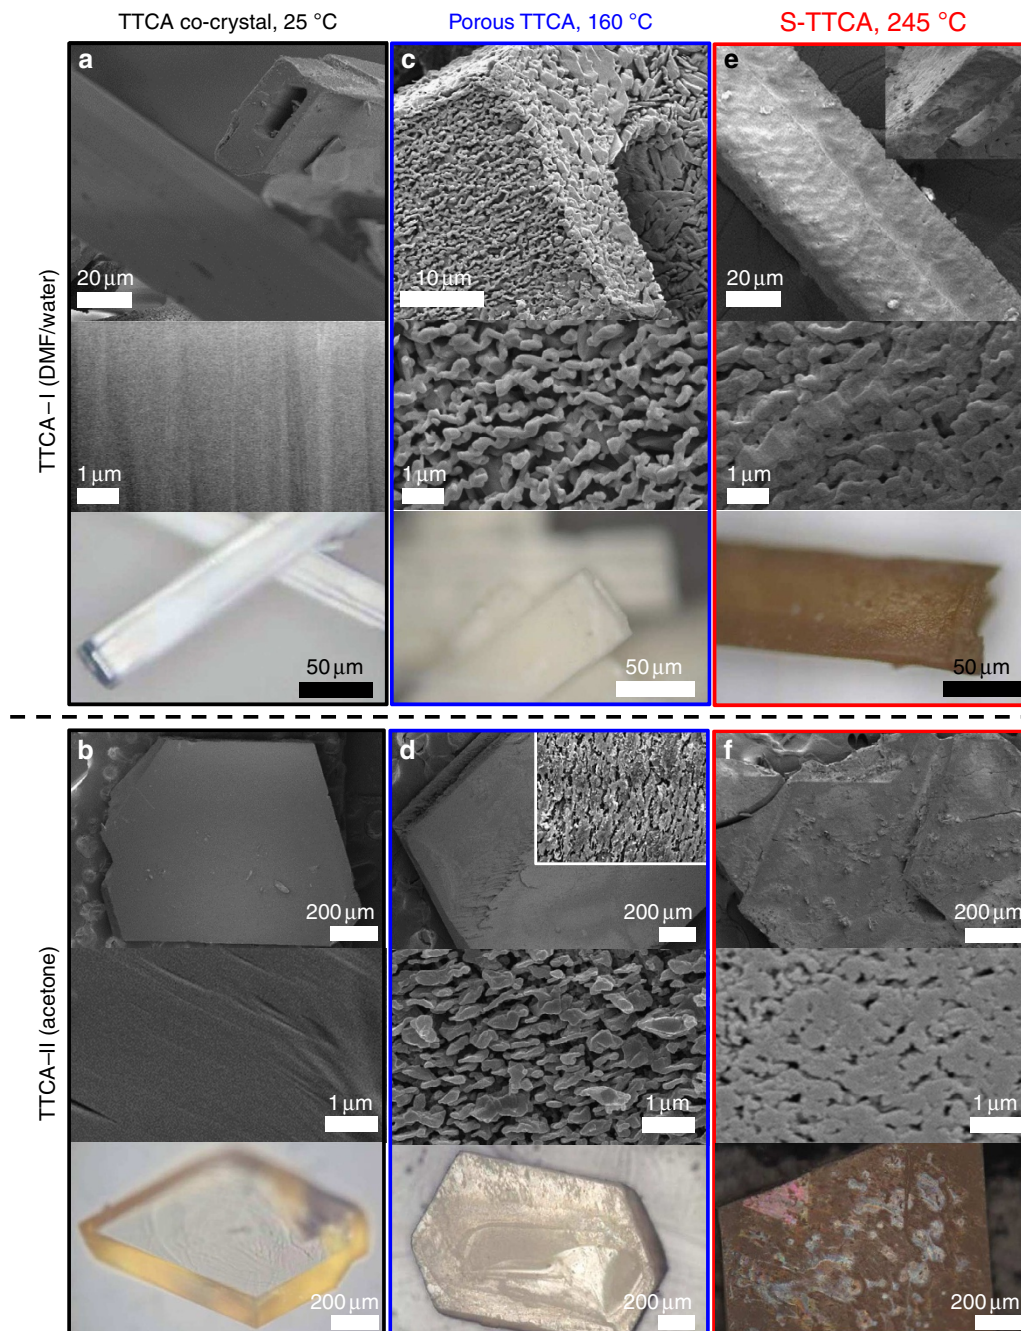 TTCA co-crystal, 25 °C
Porous TTCA, 160 °C
S-TTCA, 245 °C
TTCA–I (DMF/water)
a
20 μm
1 μm
50 μm
c
10 μm
1 μm
50 μm
e
20 μm
1 μm
50 μm
TTCA–II (acetone)
b
200 μm
1 μm
200 μm
d
200 μm
1 μm
200 μm
f
200 μm
1 μm
200 μm